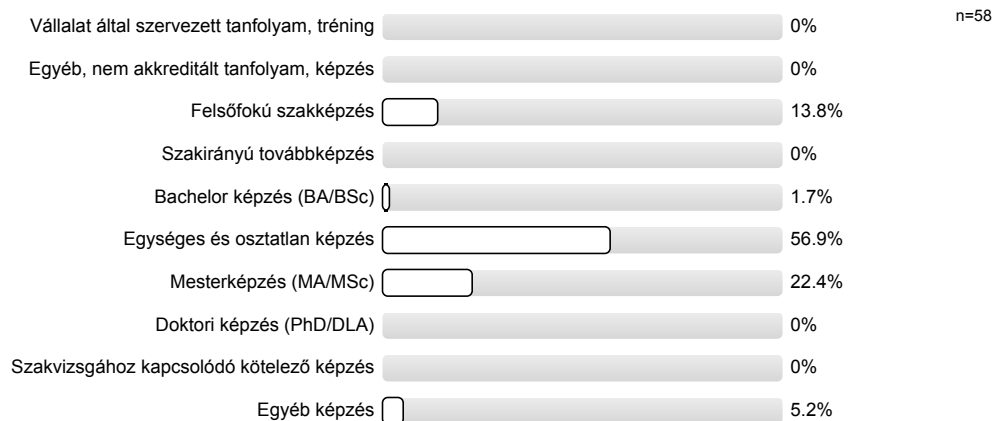 n=58
Vállalat által szervezett tanfolyam, tréning 0%
Egyéb, nem akkreditált tanfolyam, képzés 0%
Felsőfokú szakképzés 13.8%
Szakirányú továbbképzés 0%
Bachelor képzés (BA/BSc) 1.7%
Egységes és osztatlan képzés 56.9%
Mesterképzés (MA/MSc) 22.4%
Doktori képzés (PhD/DLA) 0%
Szakvizsgához kapcsolódó kötelező képzés 0%
Egyéb képzés 5.2%